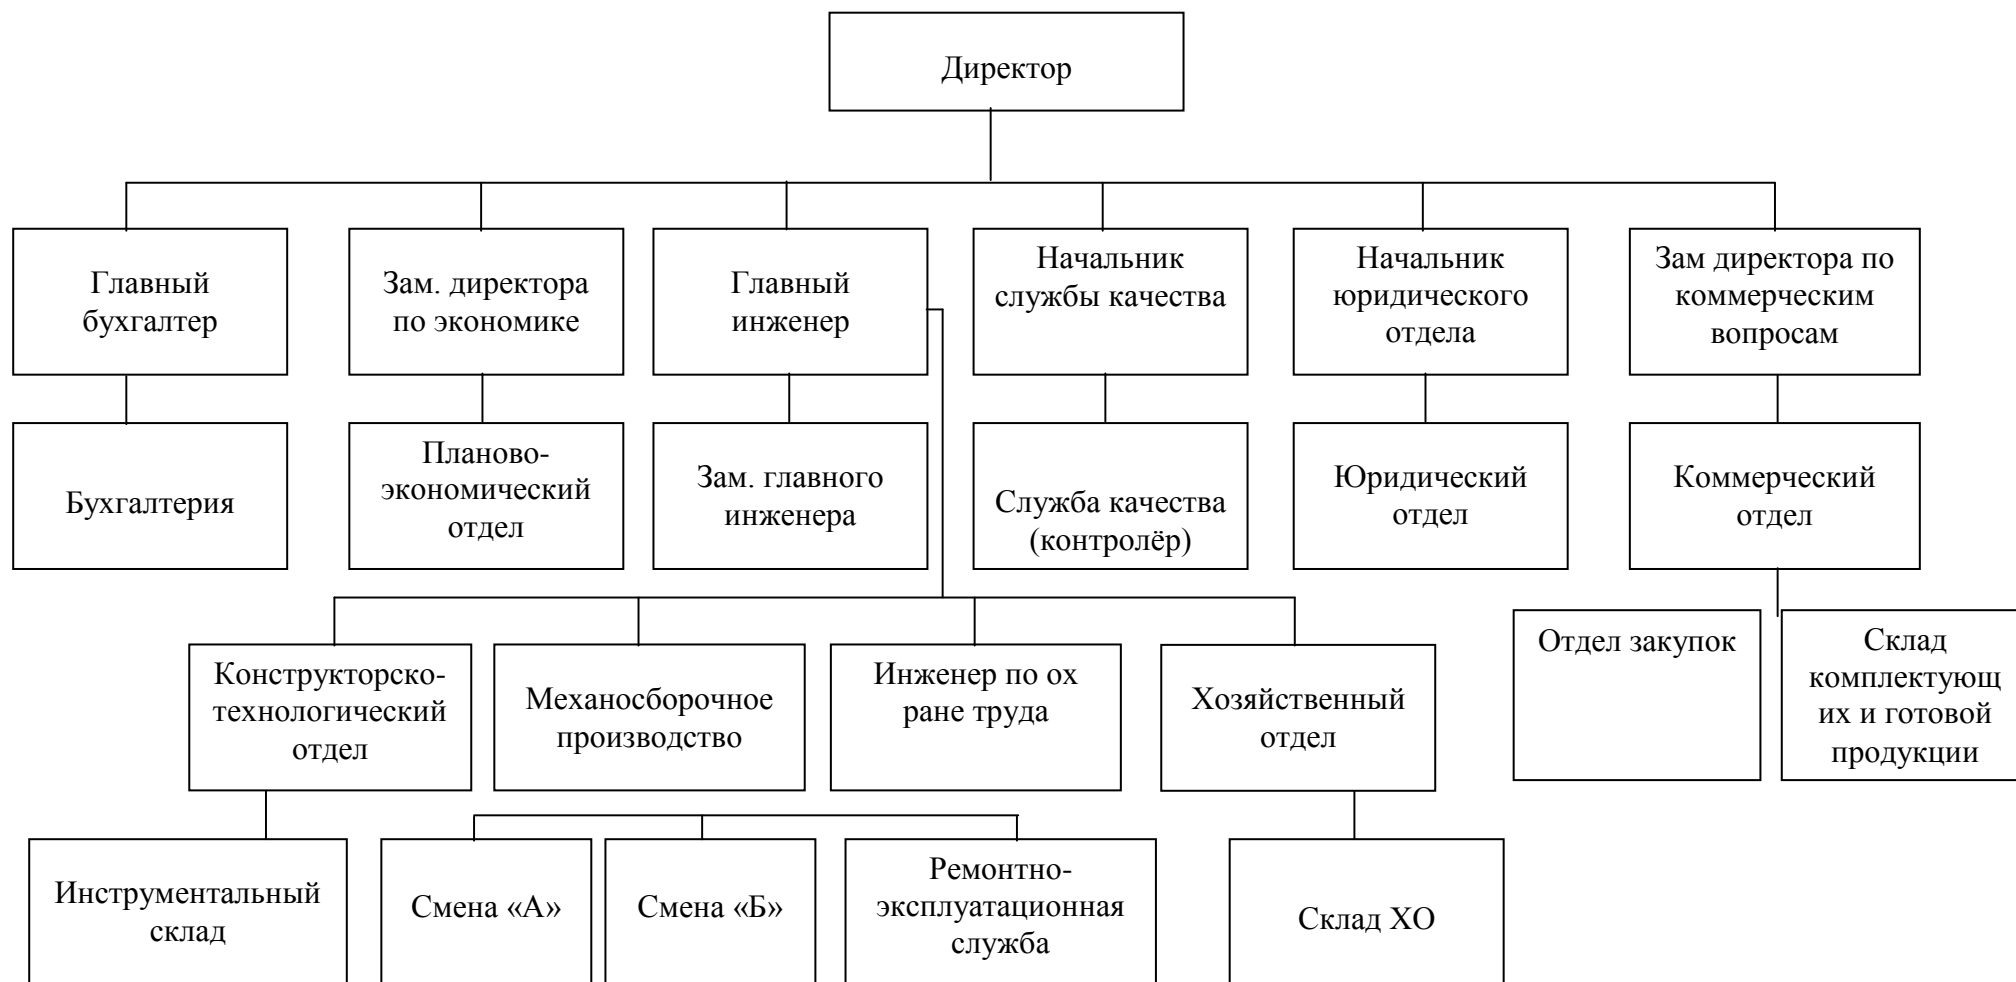 Директор
Главный
бухгалтер
Зам. директора
по экономике
Главный
инженер
Начальник
службы качества
Начальник
юридического
отдела
Зам директора по
коммерческим
вопросам
Бухгалтерия
Планово-
экономический
отдел
Зам. главного
инженера
Служба качества
(контролёр)
Юридический
отдел
Коммерческий
отдел
Конструкторско-
технологический
отдел
Механосборочное
производство
Инженер по ох
ране труда
Хозяйственный
отдел
Отдел закупок
Склад
комплектующ
их и готовой
продукции
Инструментальный
склад
Смена «А»
Смена «Б»
Ремонтно-
эксплуатационная
служба
Склад ХО